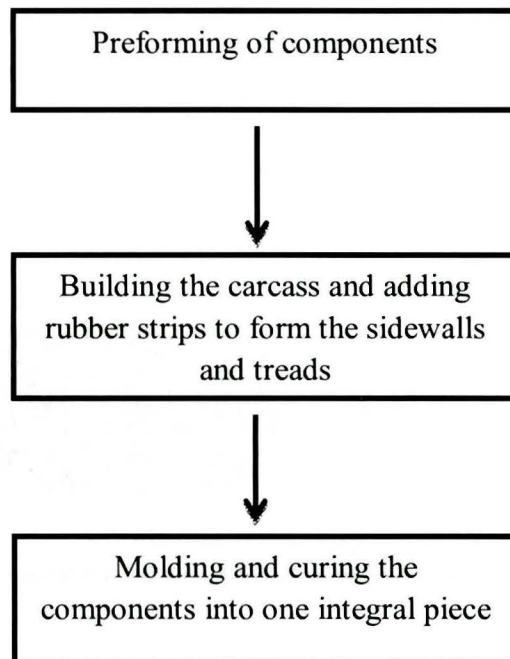 Preforming of components
Building the carcass and adding
rubber strips to form the sidewalls
and treads
Molding and curing the
components into one integral piece